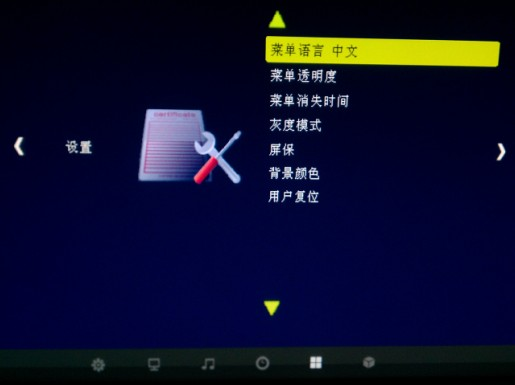 菜单语言 中文
菜单透明度
菜单消失时间
灰度模式
屏保
背景颜色
用户复位
设置
certificate